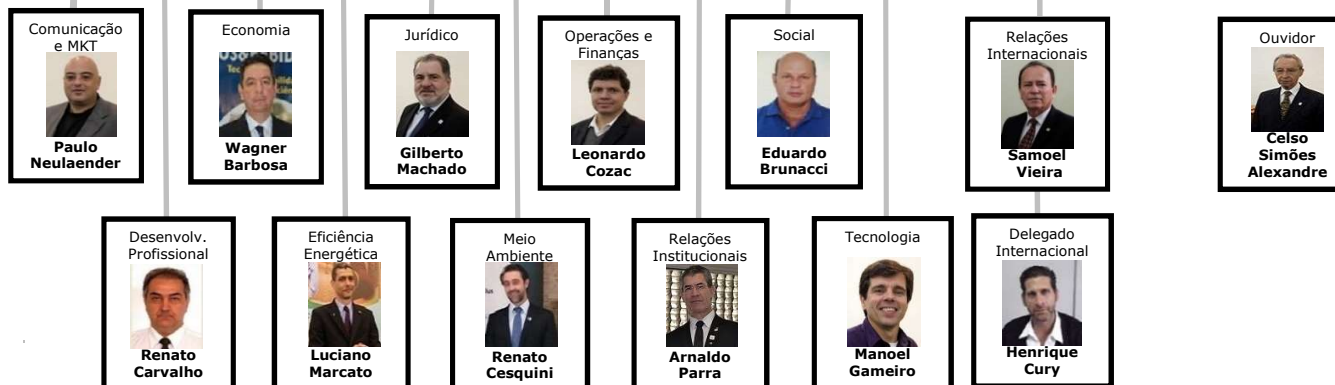 Comunicação
e MKT
Paulo
Neulaender
Economia
Wagner
Barbosa
Jurídico
Gilberto
Machado
Operações e
Finanças
Leonardo
Cozac
Social
Eduardo
Brunacci
Relações
Internacionais
Samoel
Vieira
Ouvidor
Celso
Simões
Alexandre
Desenvolv.
Profissional
Renato
Carvalho
Eficiência
Energética
Luciano
Marcato
Meio
Ambiente
Renato
Cesquini
Relações
Institucionais
Arnaldo
Parra
Tecnologia
Manoel
Gameiro
Delegado
Internacional
Henrique
Cury